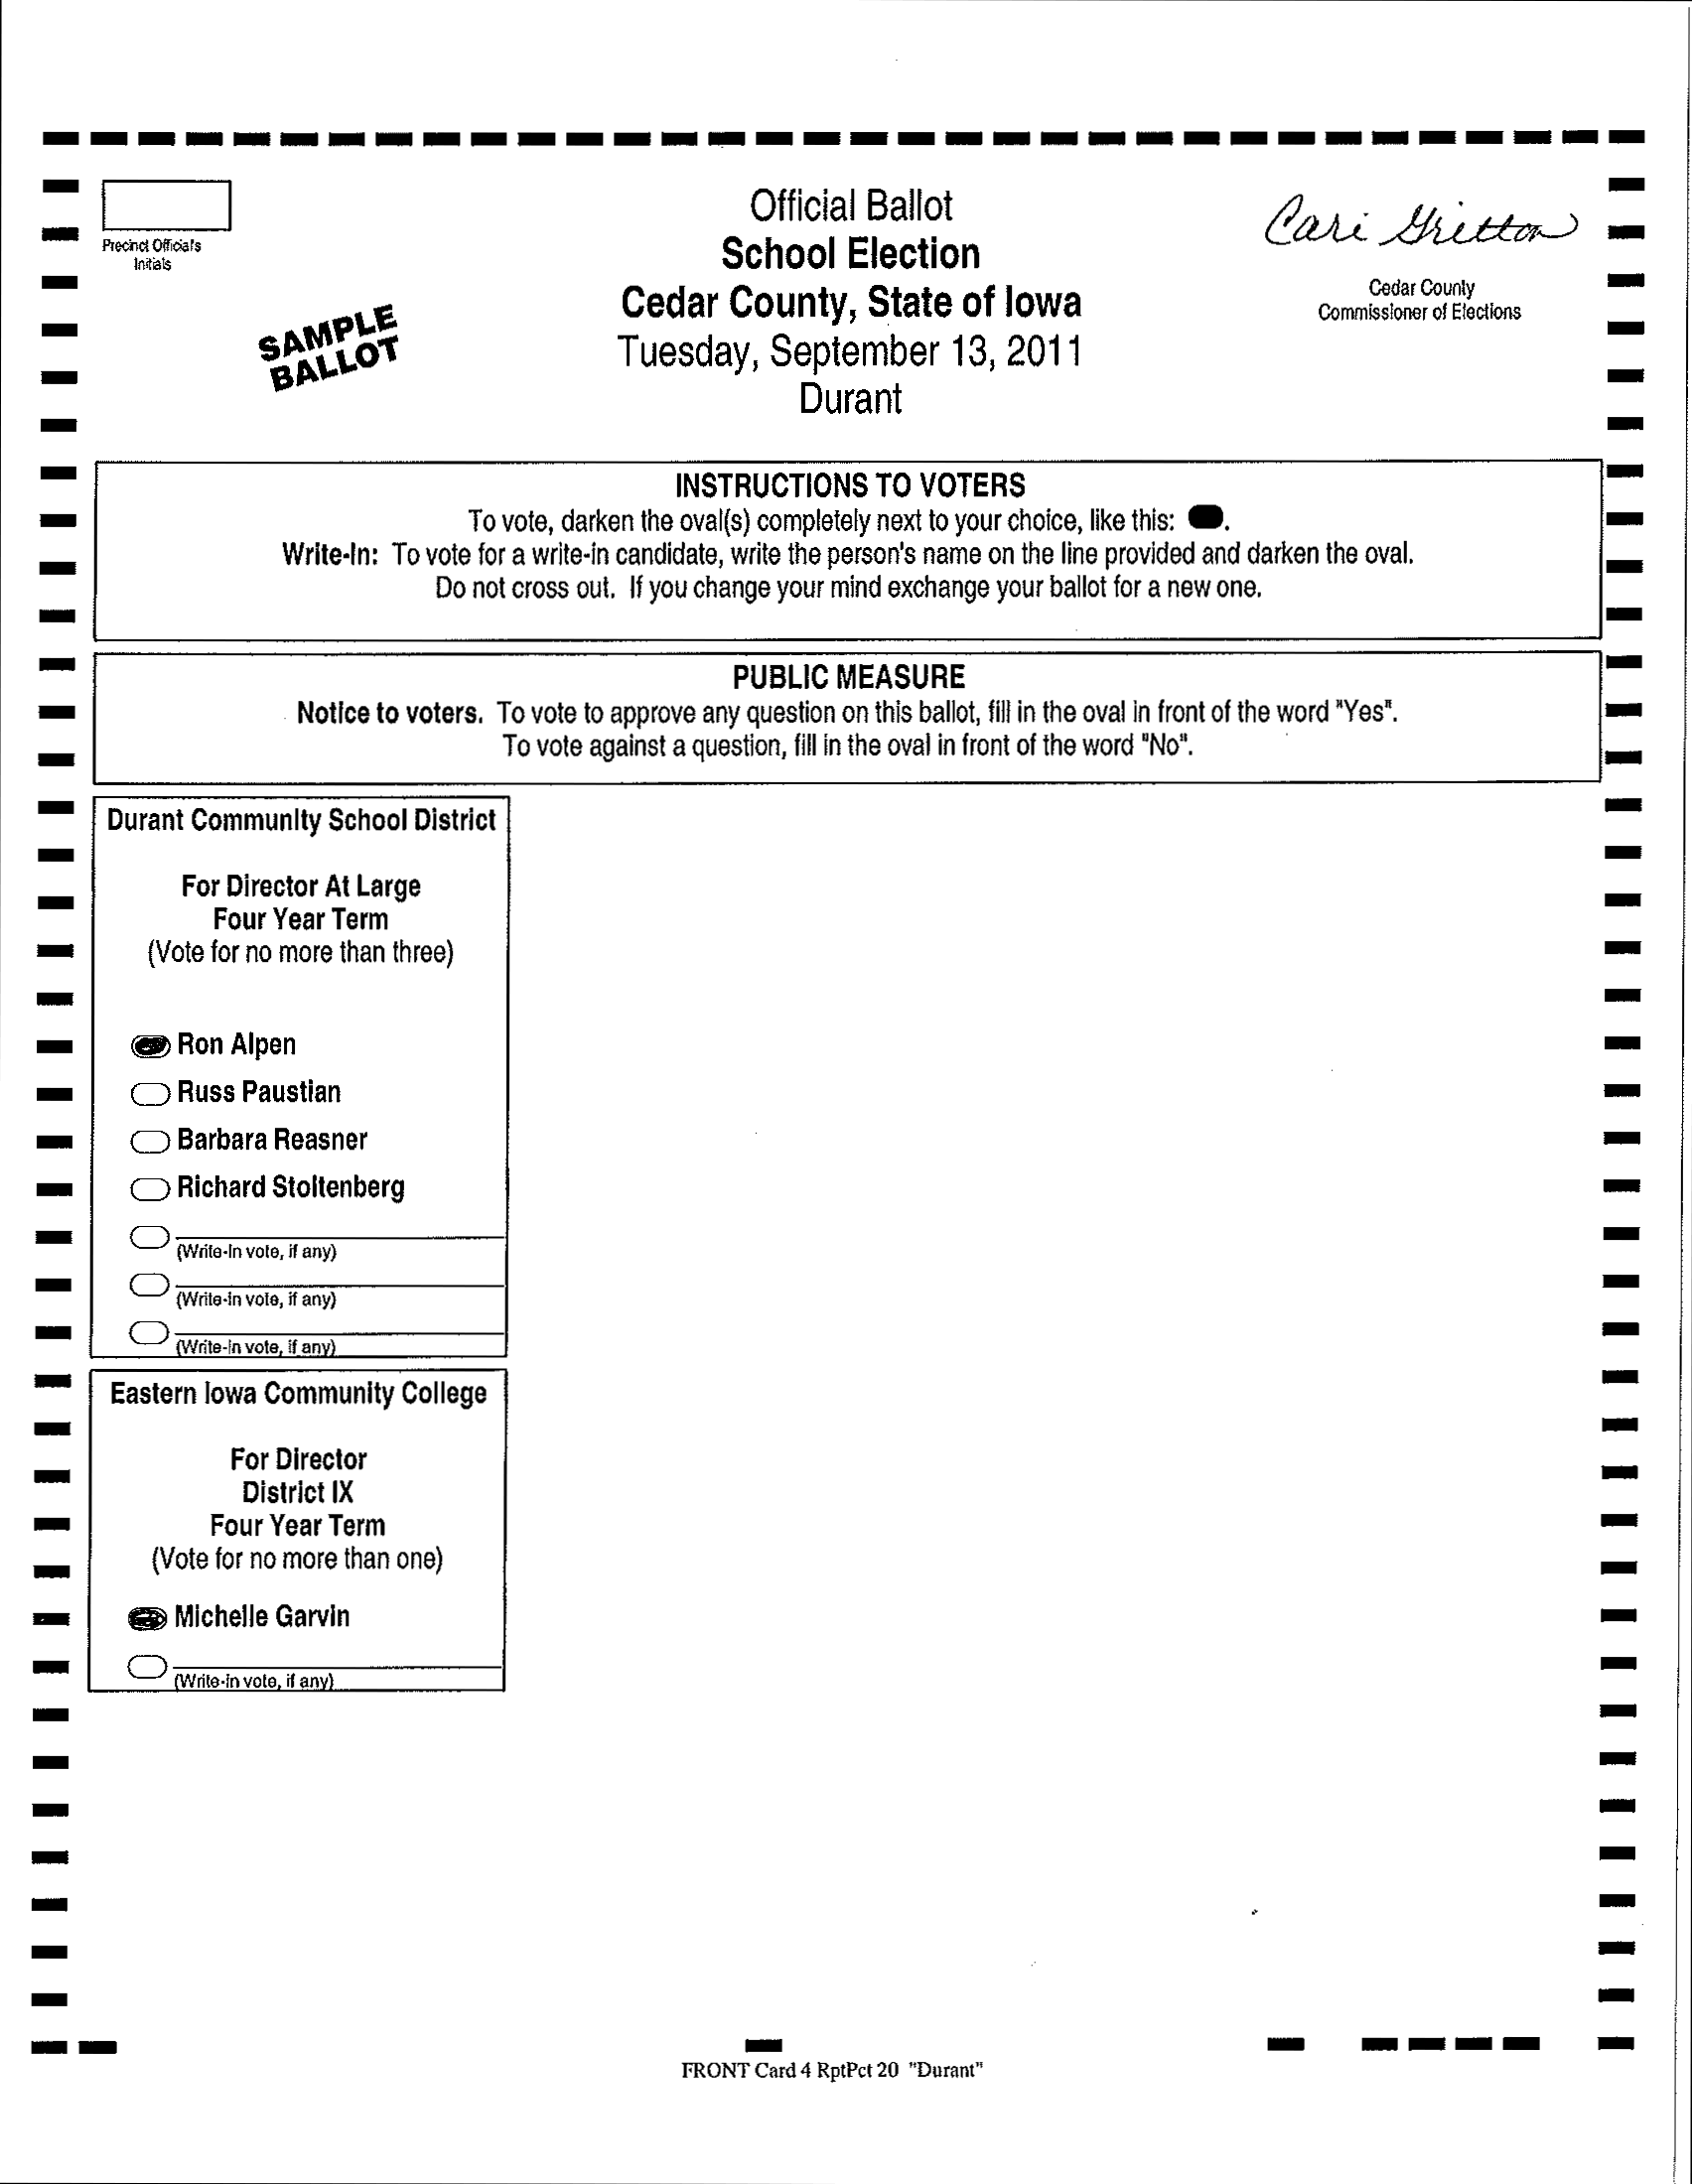 Official Ballot
School Election
Cedar County, State of Iowa
Tuesday, September 13, 2011
Durant
Precinct Official's
Initials
SAMPLE
BALLOT
Cari Gritton
Cedar County
Commissioner of Elections
INSTRUCTIONS TO VOTERS
To vote, darken the oval(s) completely next to your choice, like this: .
Write-In: To vote for a write-in candidate, write the person's name on the line provided and darken the oval.
Do not cross out. If you change your mind exchange your ballot for a new one.
PUBLIC MEASURE
Notice to voters. To vote to approve any question on this ballot, fill in the oval in front of the word "Yes".
To vote against a question, fill in the oval in front of the word "No".
Durant Community School District
For Director At Large
Four Year Term
(Vote for no more than three)
Ron Alpen
Russ Paustian
Barbara Reasner
Richard Stoltenberg
(Write-in vote, if any)
(Write-in vote, if any)
(Write-in vote, if any)
Eastern Iowa Community College
For Director
District IX
Four Year Term
(Vote for no more than one)
Michelle Garvin
(Write-in vote, if any)
FRONT Card 4 RptPct 20 "Durant"